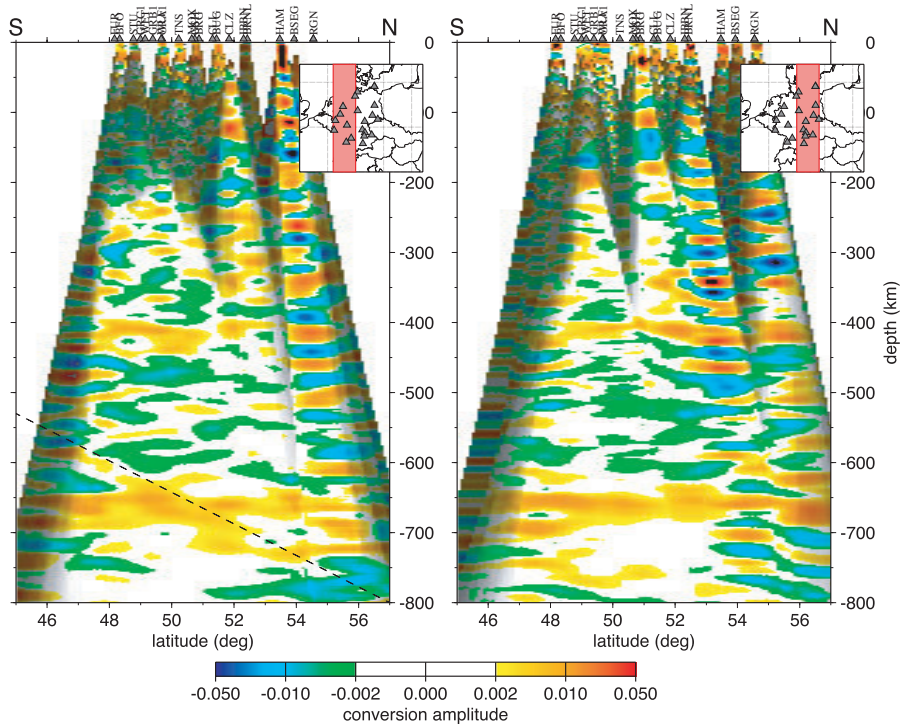 S N S N
TNS CLZ HAM BSEG RGN TNS CLZ HAM BSEG RGN
0 0
0 0
-200 -200
-300 -300
-400 -400
-500 -500
-600 -600
-700 -700
-800 -800
depth (km)
46 48 50 52 54 56 46 48 50 52 54 56
latitude (deg) latitude (deg)
-0.050 -0.010 -0.002 0.000 0.002 0.010 0.050
conversion amplitude